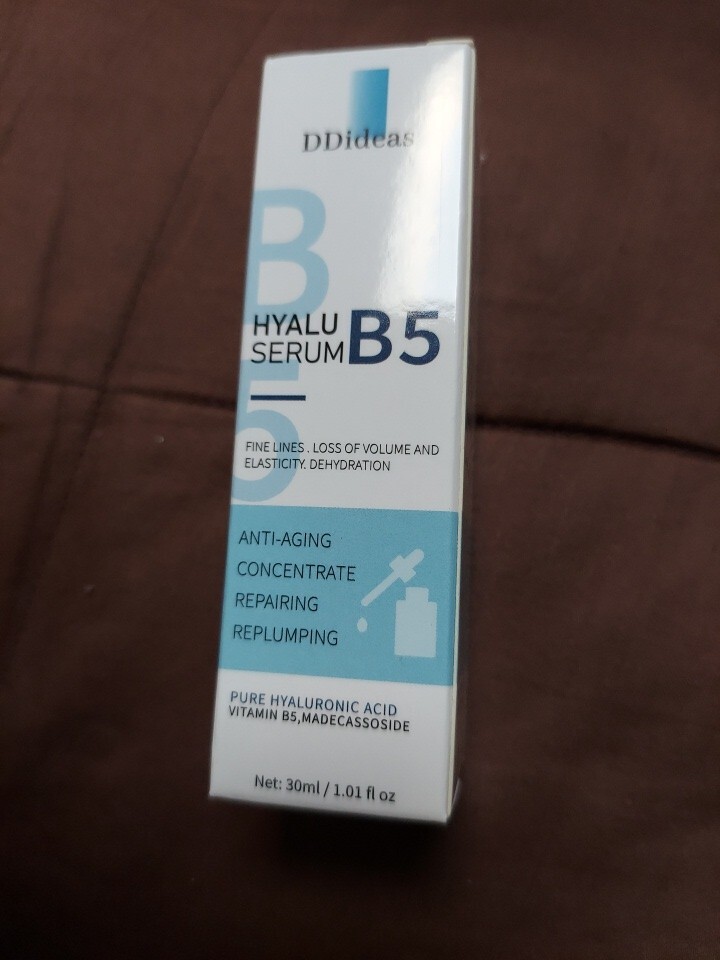 DDideas
B
5
HYALU
SERUM B5
FINE LINES . LOSS OF VOLUME AND
ELASTICITY. DEHYDRATION
ANTI-AGING
CONCENTRATE
REPAIRING
REPLUMPING
PURE HYALURONIC ACID
VITAMIN B5,MADECASSOSIDE
Net: 30ml / 1.01 fl oz